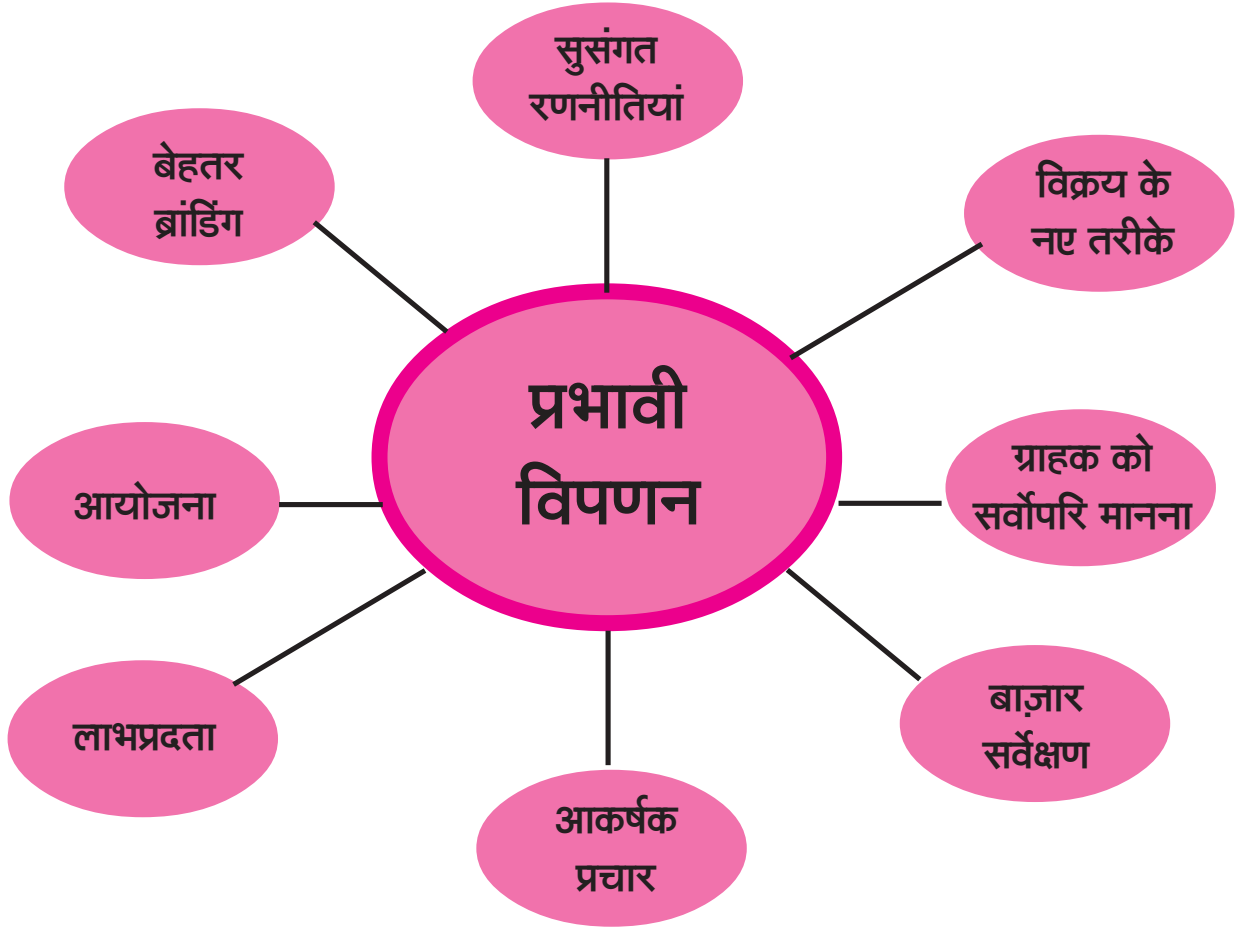 सुसंगत
रणनीतियां
बेहतर
ब्रांडिंग
विक्रय के
नए तरीके
प्रभावी
विपणन
ग्राहक को
सर्वोपरि मानना
आयोजना
लाभप्रदता
बाज़ार
सर्वेक्षण
आकर्षक
प्रचार